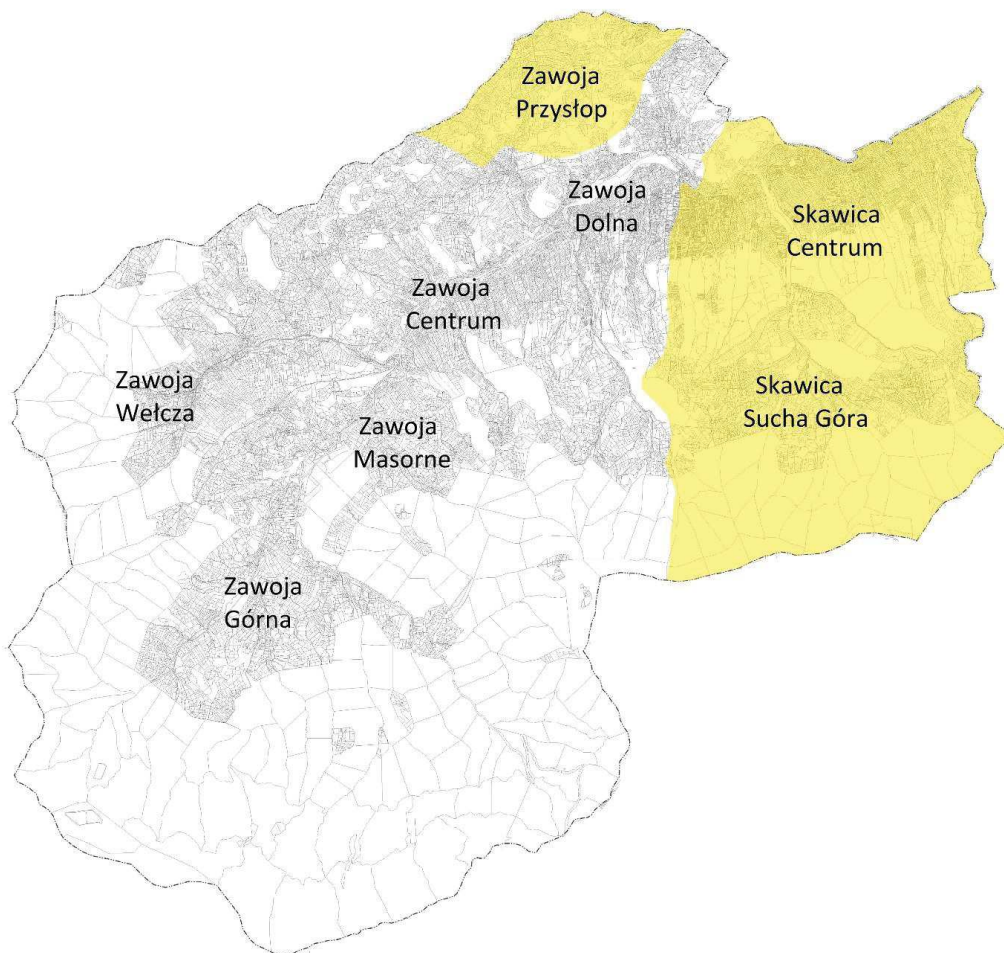 Zawoja
Przysłop
Zawoja
Dolna
Skawica
Centrum
Zawoja
Centrum
Zawoja
Wełcza
Zawoja
Masorne
Skawica
Sucha Góra
Zawoja
Górna